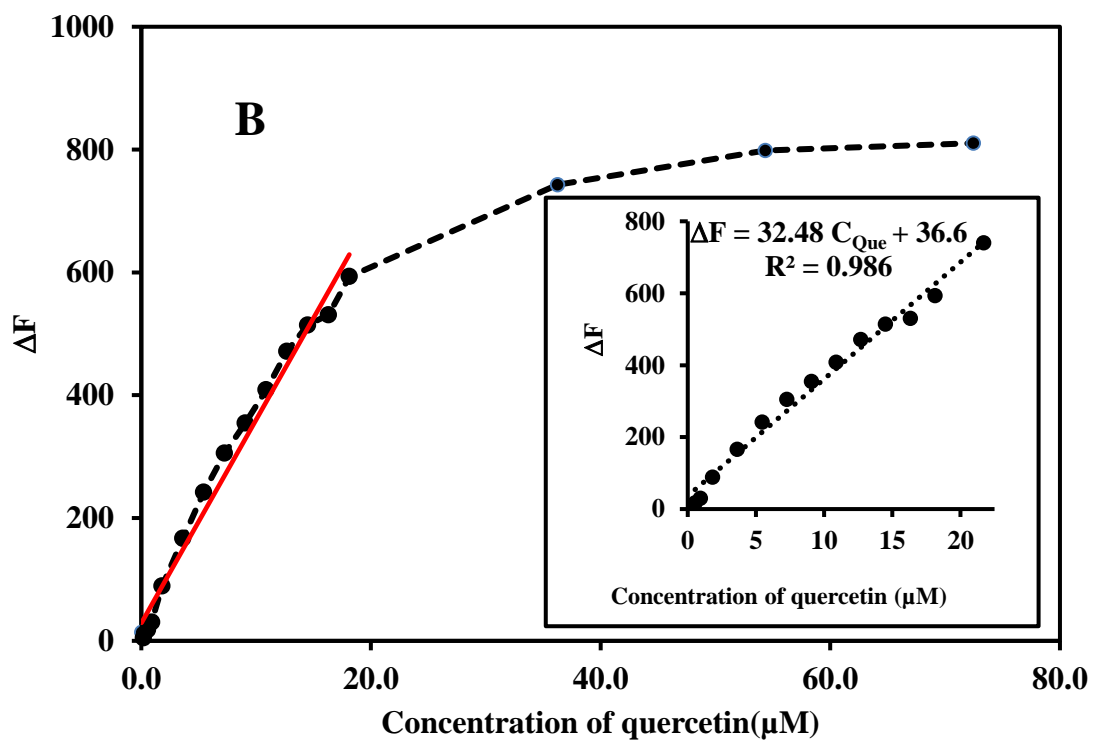 1000
800
600
400
200
0
B
ΔF
0.0 20.0 40.0 60.0 80.0
Concentration of quercetin(µM)
800
600
400
200
0
ΔF = 32.48 C_Que + 36.6
R² = 0.986
ΔF
0 5 10 15 20
Concentration of quercetin (µM)